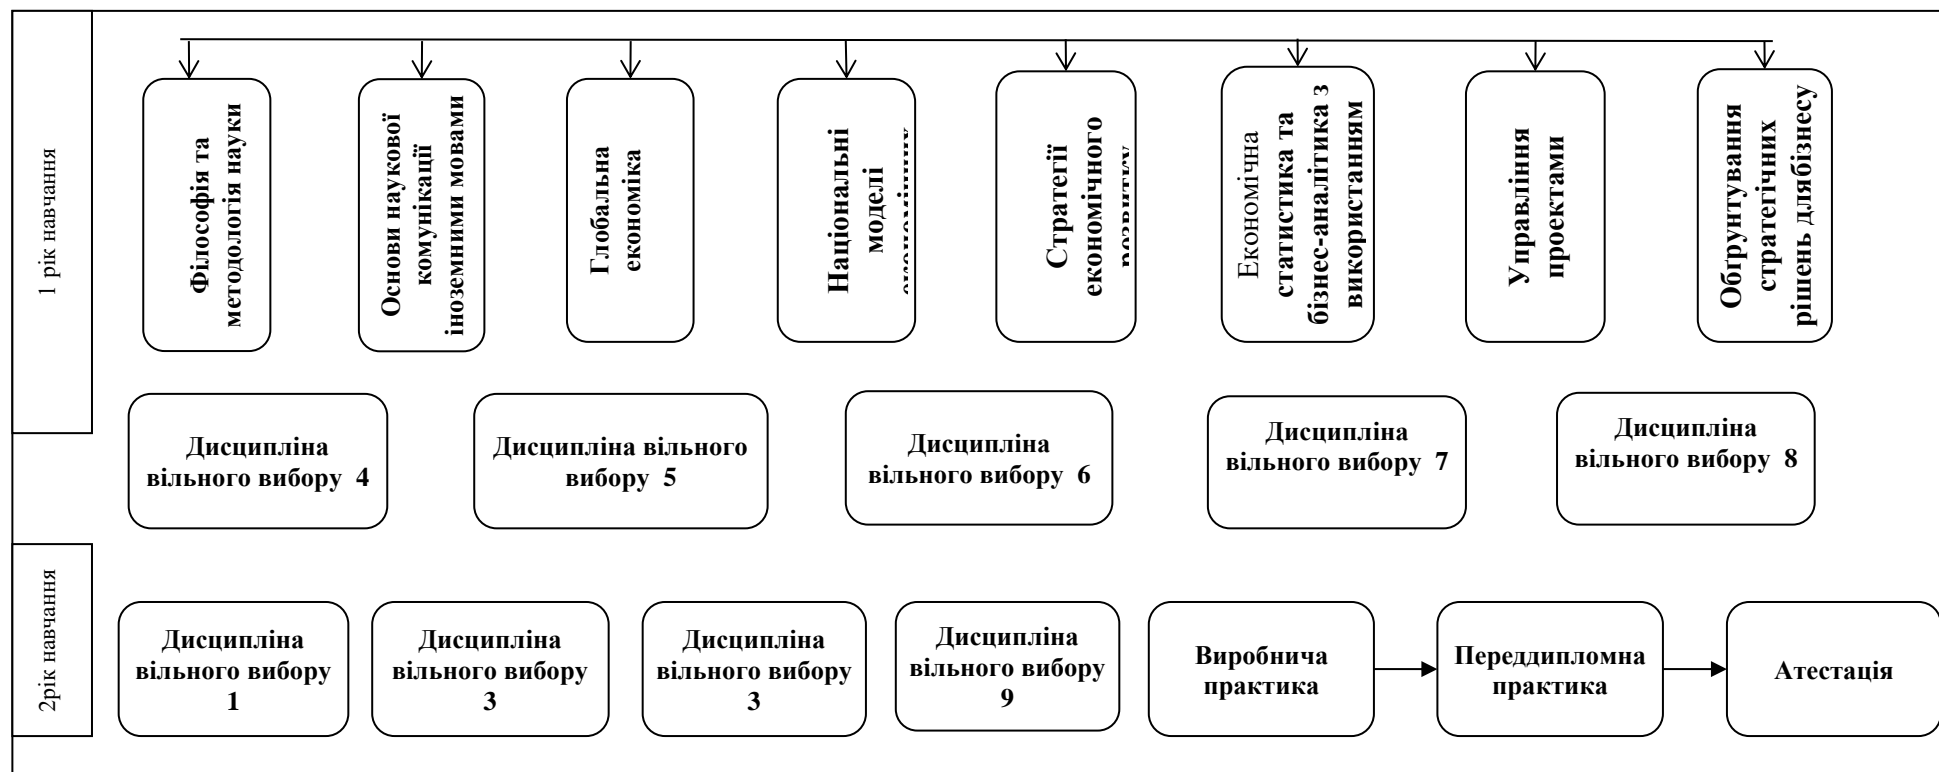 1 рік навчання
Філософія та
методологія науки
Основи наукової
комунікації
іноземними мовами
Глобальна
економіка
Національні
моделі
Стратегії
економічного
розвитку
Економічна
статистика та
бізнес-аналітика з
використанням
Управління
проектами
Обґрунтування
стратегічних
рішень длябізнесу
Дисципліна
вільного вибору 4
Дисципліна вільного
вибору 5
Дисципліна
вільного вибору 6
Дисципліна
вільного вибору 7
Дисципліна
вільного вибору 8
2рік навчання
Дисципліна
вільного вибору
1
Дисципліна
вільного вибору
3
Дисципліна
вільного вибору
3
Дисципліна
вільного вибору
9
Виробнича
практика
Переддипломна
практика
Атестація